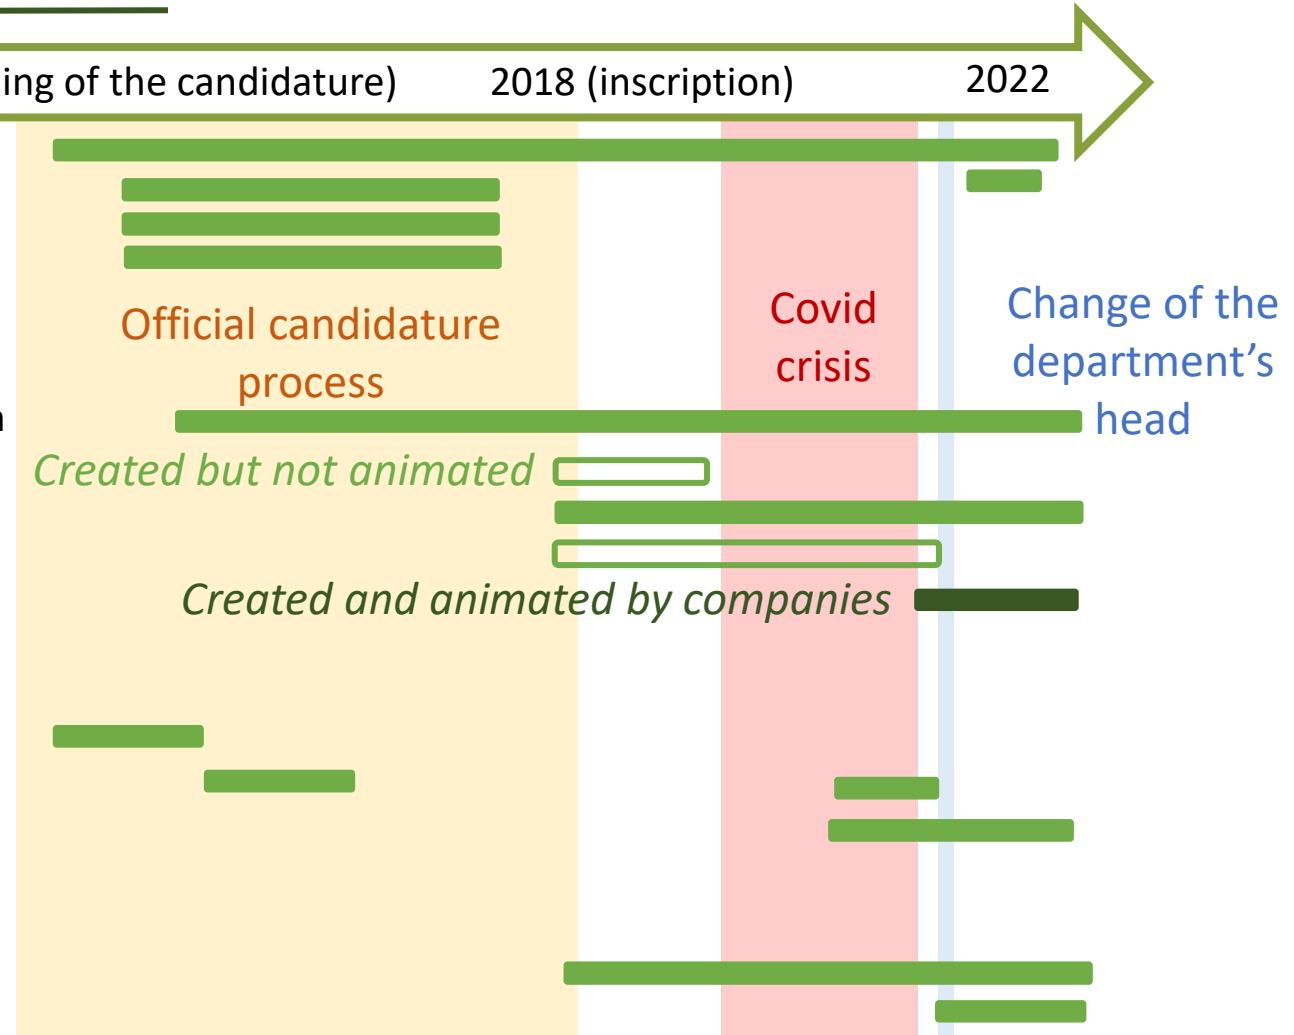 ing of the candidature) 2018 (inscription) 2022
Official candidature
process
Covid
crisis
Change of the
department's
head
Created but not animated
Created and animated by companies